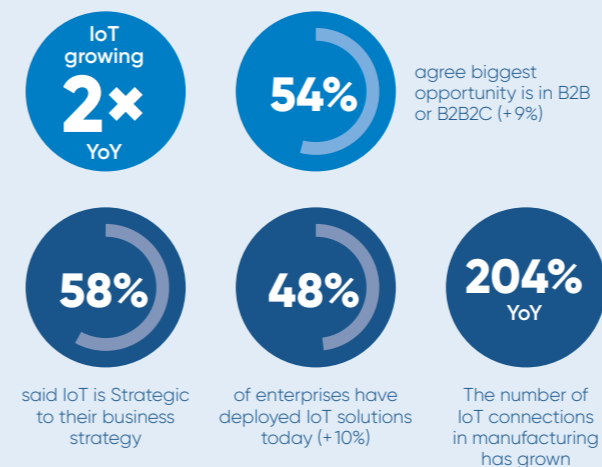 IoT
growing
2×
YoY
54%
agree biggest
opportunity is in B2B
or B2B2C (+9%)
58%
said IoT is Strategic
to their business
strategy
48%
of enterprises have
deployed IoT solutions
today (+10%)
204%
YoY
The number of
IoT connections
in manufacturing
has grown